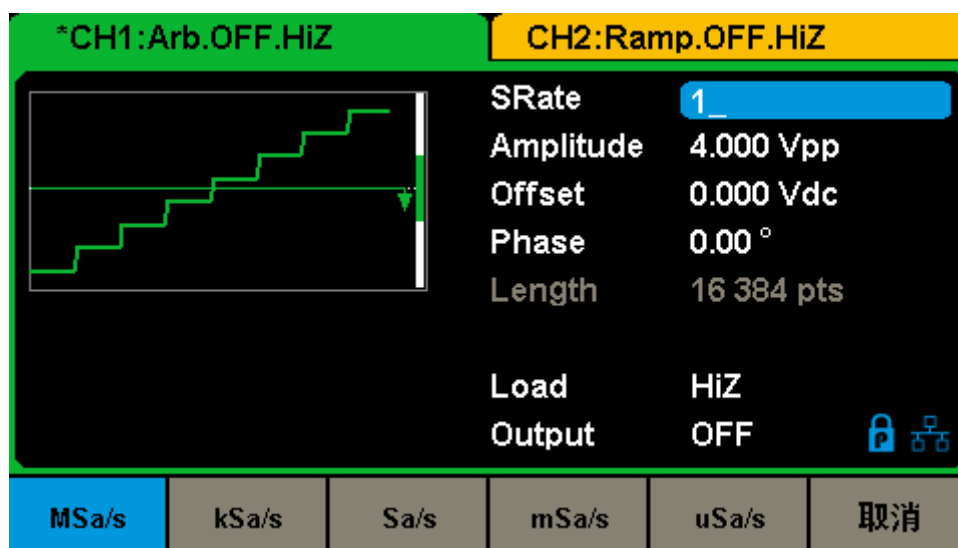 *CH1:Arb.OFF.HiZ
CH2:Ramp.OFF.HiZ
SRate 1_
Amplitude 4.000 Vpp
Offset 0.000 Vdc
Phase 0.00 °
Length 16 384 pts
Load HiZ
Output OFF
MSa/s kSa/s Sa/s mSa/s uSa/s 取消